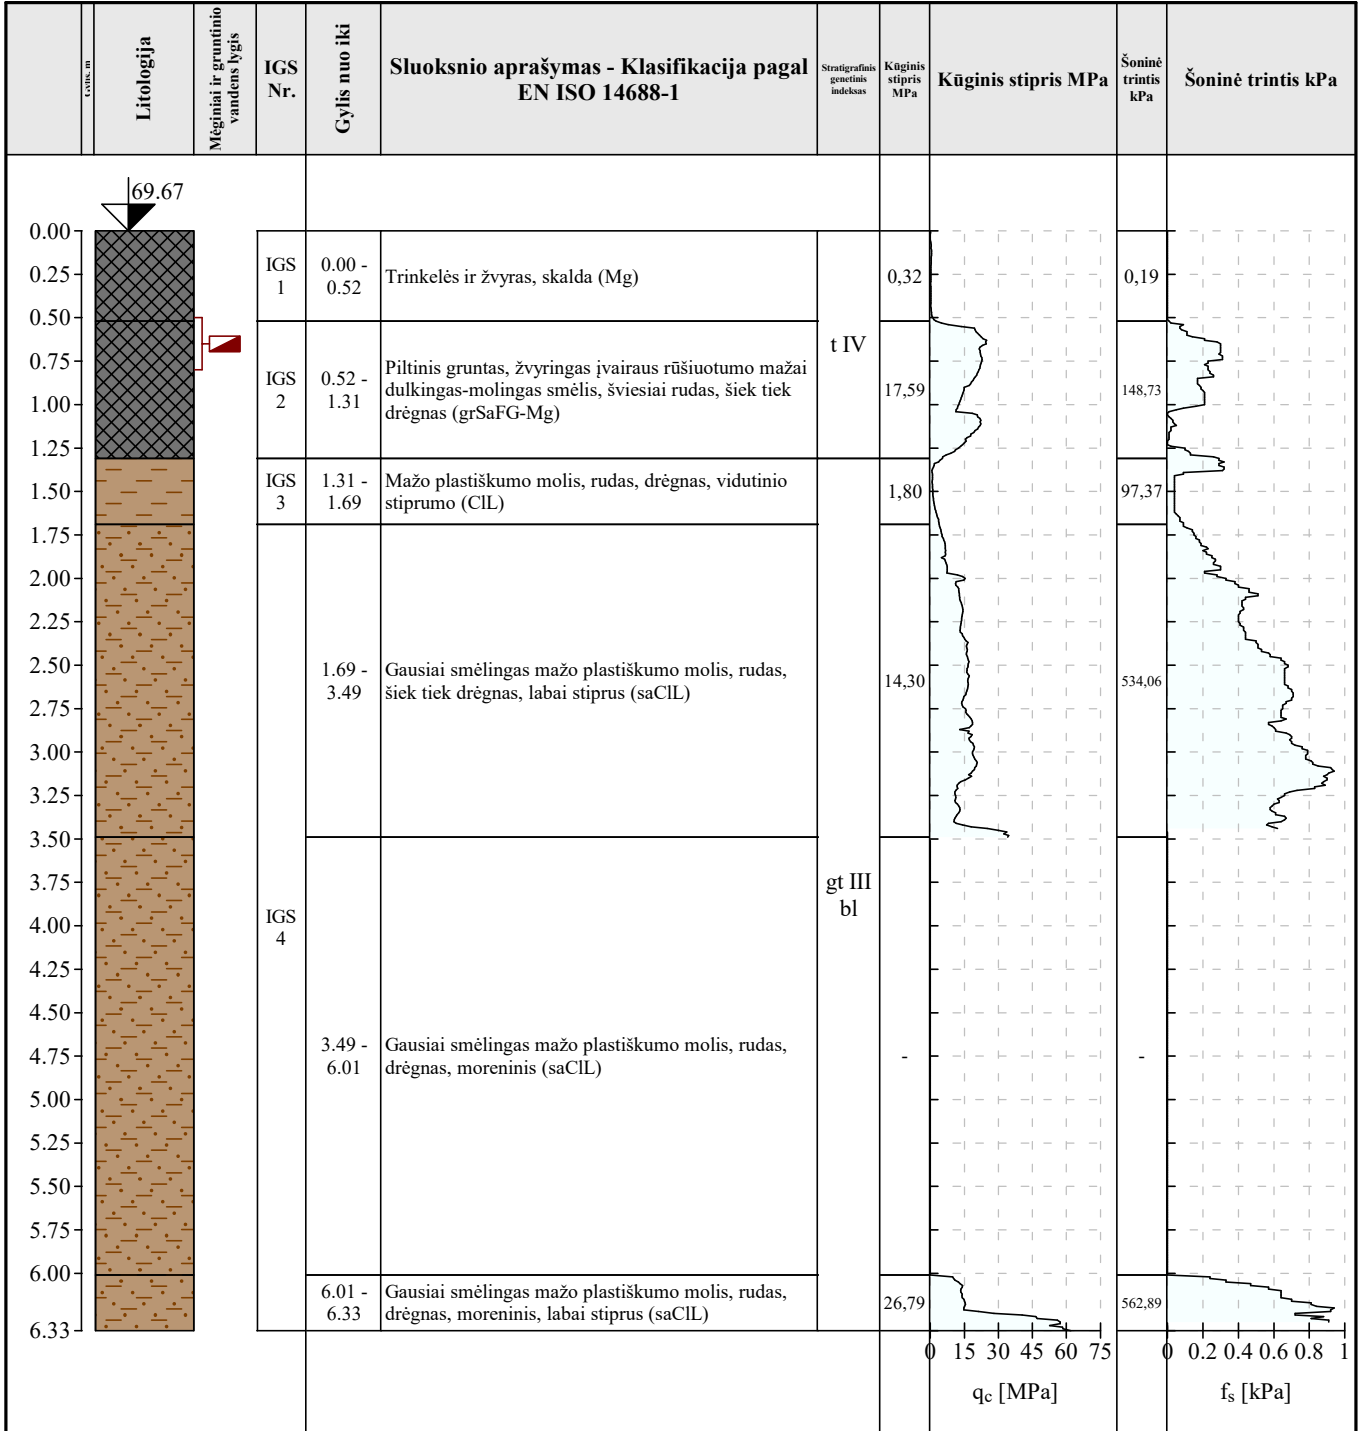 Gylis, m
Litologija
Mėginiai ir gruntinio
vandens lygis
IGS
Nr.
Gylis nuo iki
Sluoksnio aprašymas - Klasifikacija pagal
EN ISO 14688-1
Stratigrafinis
genetinis
indeksas
Kūginis
stipris
MPa
Kūginis stipris MPa
Šoninė
trintis
kPa
Šoninė trintis kPa
69.67
0.00
0.25
0.50
0.75
1.00
1.25
1.50
1.75
2.00
2.25
2.50
2.75
3.00
3.25
3.50
3.75
4.00
4.25
4.50
4.75
5.00
5.25
5.50
5.75
6.00
6.33
IGS
1
0.00 -
0.52
Trinkelės ir žvyras, skalda (Mg)
0,32
0,19
t IV
IGS
2
0.52 -
1.31
Piltinis gruntas, žvyringas įvairaus rūšiuotumo mažai
dulkingas-molingas smėlis, šviesiai rudas, šiek tiek
drėgnas (grSaFG-Mg)
17,59
148,73
IGS
3
1.31 -
1.69
Mažo plastiškumo molis, rudas, drėgnas, vidutinio
stiprumo (ClL)
1,80
97,37
1.69 -
3.49
Gausiai smėlingas mažo plastiškumo molis, rudas,
šiek tiek drėgnas, labai stiprus (saClL)
14,30
534,06
gt III
bl
IGS
4
3.49 -
6.01
Gausiai smėlingas mažo plastiškumo molis, rudas,
drėgnas, moreninis (saClL)
-
-
6.01 -
6.33
Gausiai smėlingas mažo plastiškumo molis, rudas,
drėgnas, moreninis, labai stiprus (saClL)
26,79
562,89
0 15 30 45 60 75
qc [MPa]
0 0.2 0.4 0.6 0.8 1
fs [kPa]